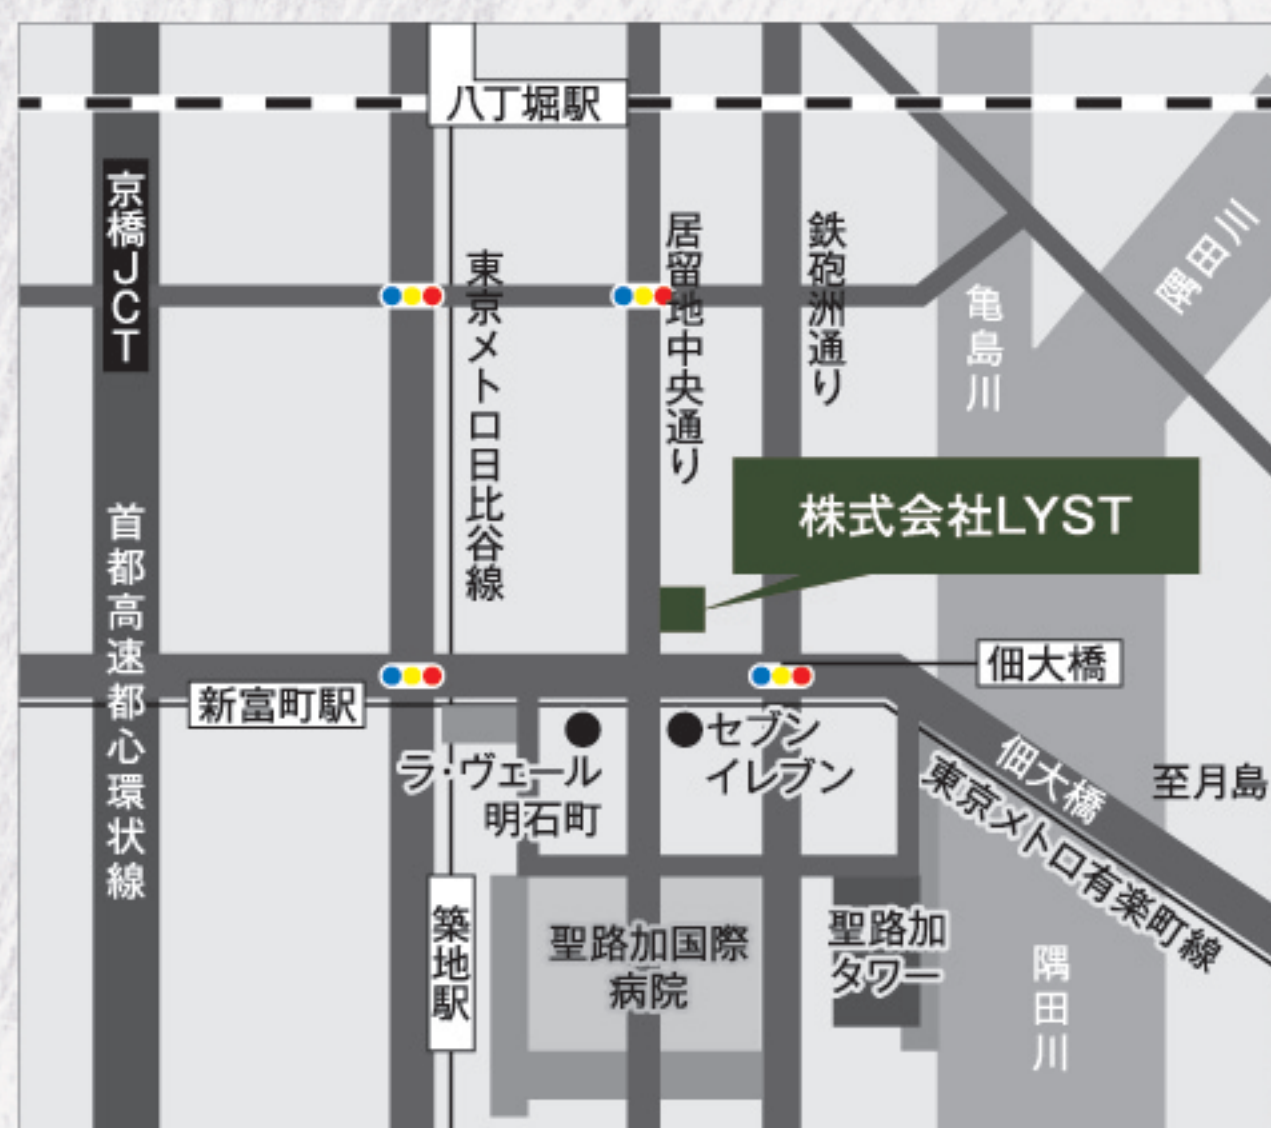 八丁堀駅
京橋JCT
東京メトロ日比谷線
居留地中央通り
鉄砲洲通り
隅田川
亀島川
首都高速都心環状線
株式会社LYST
佃大橋
新富町駅
セブン
イレブン
ラ・ヴェール
明石町
佃大橋
至月島
東京メトロ有楽町線
築地駅
聖路加国際
病院
聖路加
タワー
隅田川